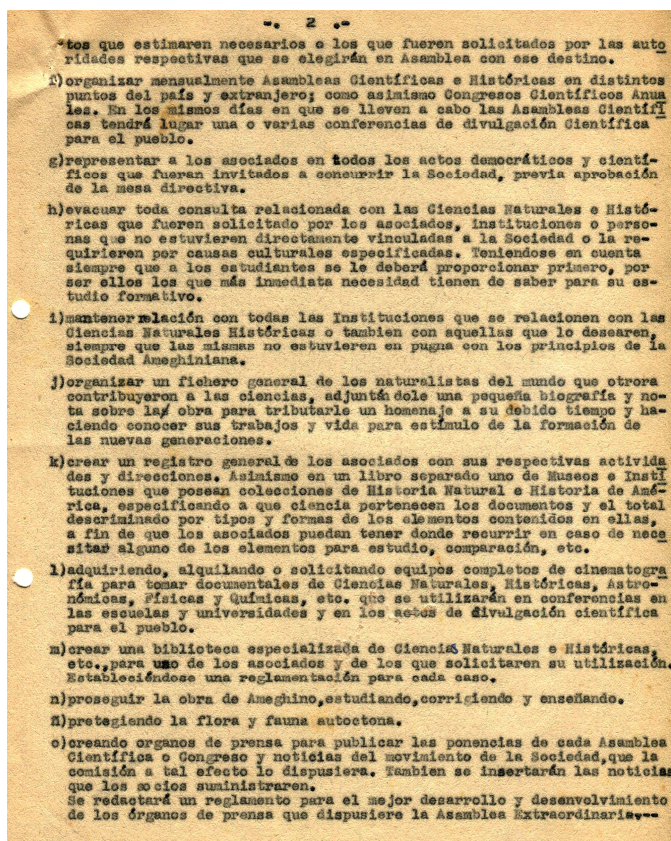 -. 2 .-
tos que estimaren necesarios o los que fueren solicitados por las auto
ridades respectivas que se elegirán en Asamblea con ese destino.
f)organizar mensualmente Asambleas Científicas e Históricas en distintos
puntos del país y extranjero; como asimismo Congresos Científicos Anua
les. En los mismos días en que se lleven a cabo las Asambleas Científi
cas tendrá lugar una o varias conferencias de divulgación Científica
para el pueblo.
g)representar a los asociados en todos los actos democráticos y cientí-
ficos que fueran invitados a concurrir la Sociedad, previa aprobación
de la mesa directiva.
h)evacuar toda consulta relacionada con las Ciencias Naturales e Histó-
ricas que fueren solicitado por los asociados, instituciones o perso-
nas que no estuvieren directamente vinculadas a la Sociedad o la re-
quirieren por causas culturales especificadas. Teniendose en cuenta
siempre que a los estudiantes se le deberá proporcionar primero, por
ser ellos los que más inmediata necesidad tienen de saber para su es-
tudio formativo.
i)mantener relación con todas las Instituciones que se relacionen con las
Ciencias Naturales Históricas o tambien con aquellas que lo desearen,
siempre que las mismas no estuvieren en pugna con los principios de la
Sociedad Ameghiniana.
j)organizar un fichero general de los naturalistas del mundo que otrora
contribuyeron a las ciencias, adjuntándole una pequeña biografía y no-
ta sobre la/ obra para tributarle un homenaje a su debido tiempo y ha-
ciendo conocer sus trabajos y vida para estímulo de la formación de
las nuevas generaciones.
k)crear un registro general de los asociados con sus respectivas activida
des y direcciones. Asimismo en un libro separado uno de Museos e Insti
tuciones que posean colecciones de Historia Natural e Historia de Amé-
rica, especificando a que ciencia pertenecen los documentos y el total
descriminado por tipos y formas de los elementos contenidos en ellas,
a fin de que los asociados puedan tener donde recurrir en caso de nece
sitar alguno de los elementos para estudio, comparación, etc.
l)adquiriendo, alquilando o solicitando equipos completos de cinematogra
fía para tomar documentales de Ciencias Naturales, Históricas, Astro-
nómicas, Físicas y Químicas, etc. que se utilizarán en conferencias en
las escuelas y universidades y en los actos de divulgación científica
para el pueblo.
m)crear una biblioteca especializada de Ciencias Naturales e Históricas,
etc.,para uso de los asociados y de los que solicitaren su utilización.
Estableciéndose una reglamentación para cada caso.
n)proseguir la obra de Ameghino,estudiando,corrigiendo y enseñando.
ñ)pretegiendo la flora y fauna autoctona.
o)creando organos de prensa para publicar las ponencias de cada Asamblea
Científica o Congreso y noticias del movimiento de la Sociedad,que la
comisión a tal efecto lo dispusiera. Tambien se insertarán las noticias
que los socios suministraren.
Se redactará un reglamento para el mejor desarrollo y desenvolvimiento
de los órganos de prensa que dispusiere la Asamblea Extraordinaria.---